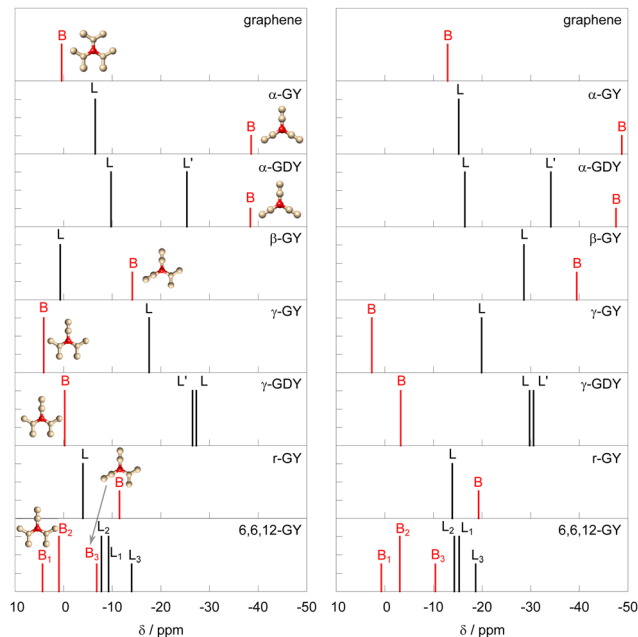 graphene
B
α-GY
L
B
α-GDY
L
L'
B
β-GY
L
B
γ-GY
B
L
γ-GDY
B
L'
L
r-GY
L
B
6,6,12-GY
B₁
B₂
B₃
L₂
L₁
L₃
10 0 -10 -20 -30 -40 -50
δ / ppm
graphene
B
α-GY
L
B
α-GDY
L
L'
B
β-GY
L
B
γ-GY
B
L
γ-GDY
B
L
L'
r-GY
L
B
6,6,12-GY
B₁
B₂
B₃
L₂
L₁
L₃
10 0 -10 -20 -30 -40 -50
δ / ppm